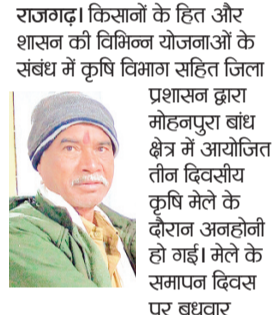 राजगढ़। किसानों के हित और
शासन की विभिन्न योजनाओं के
संबंध में कृषि विभाग सहित जिला
प्रशासन द्वारा
मोहनपुरा बांध
क्षेत्र में आयोजित
तीन दिवसीय
कृषि मेले के
दौरान अनहोनी
हो गई। मेले के
समापन दिवस
पर बुधवार